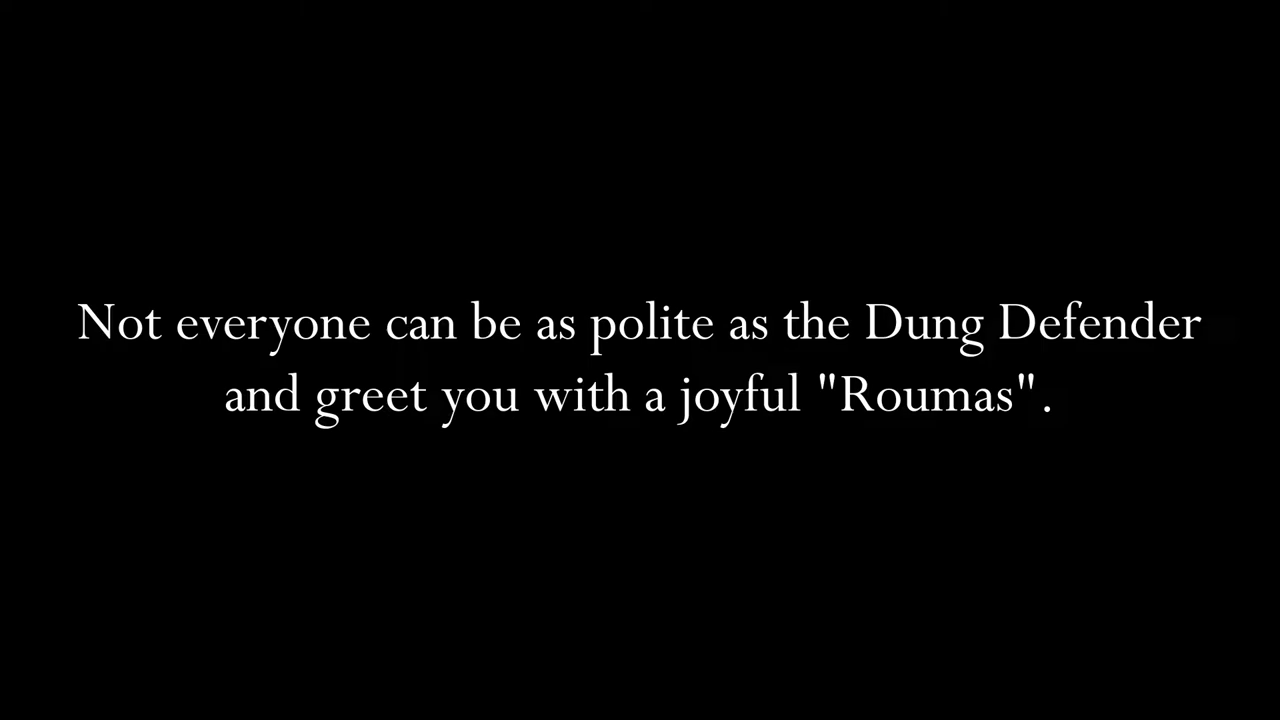 Not everyone can be as polite as the Dung Defender
and greet you with a joyful "Roumas".